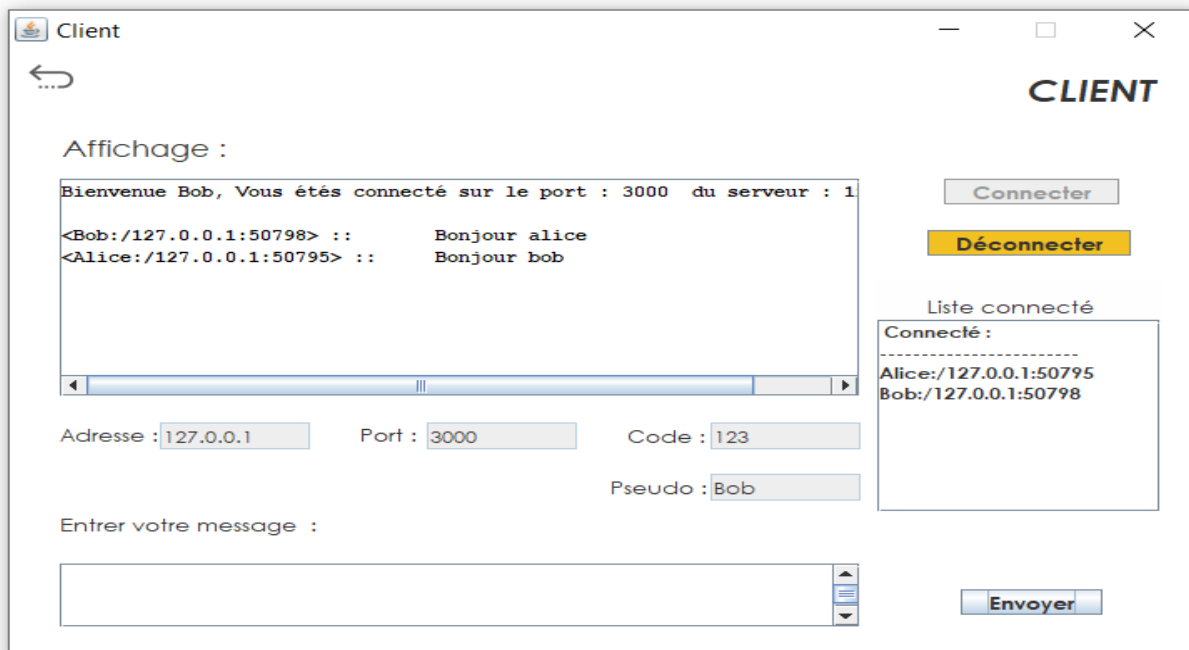 Client
CLIENT
Affichage :
Bienvenue Bob, Vous étés connecté sur le port : 3000 du serveur : 1
<Bob:/127.0.0.1:50798> :: Bonjour alice
<Alice:/127.0.0.1:50795> :: Bonjour bob
Connecter
Déconnecter
Liste connecté
Connecté :
------------------------
Alice:/127.0.0.1:50795
Bob:/127.0.0.1:50798
Adresse : 127.0.0.1 Port : 3000 Code : 123
Pseudo : Bob
Entrer votre message :
Envoyer